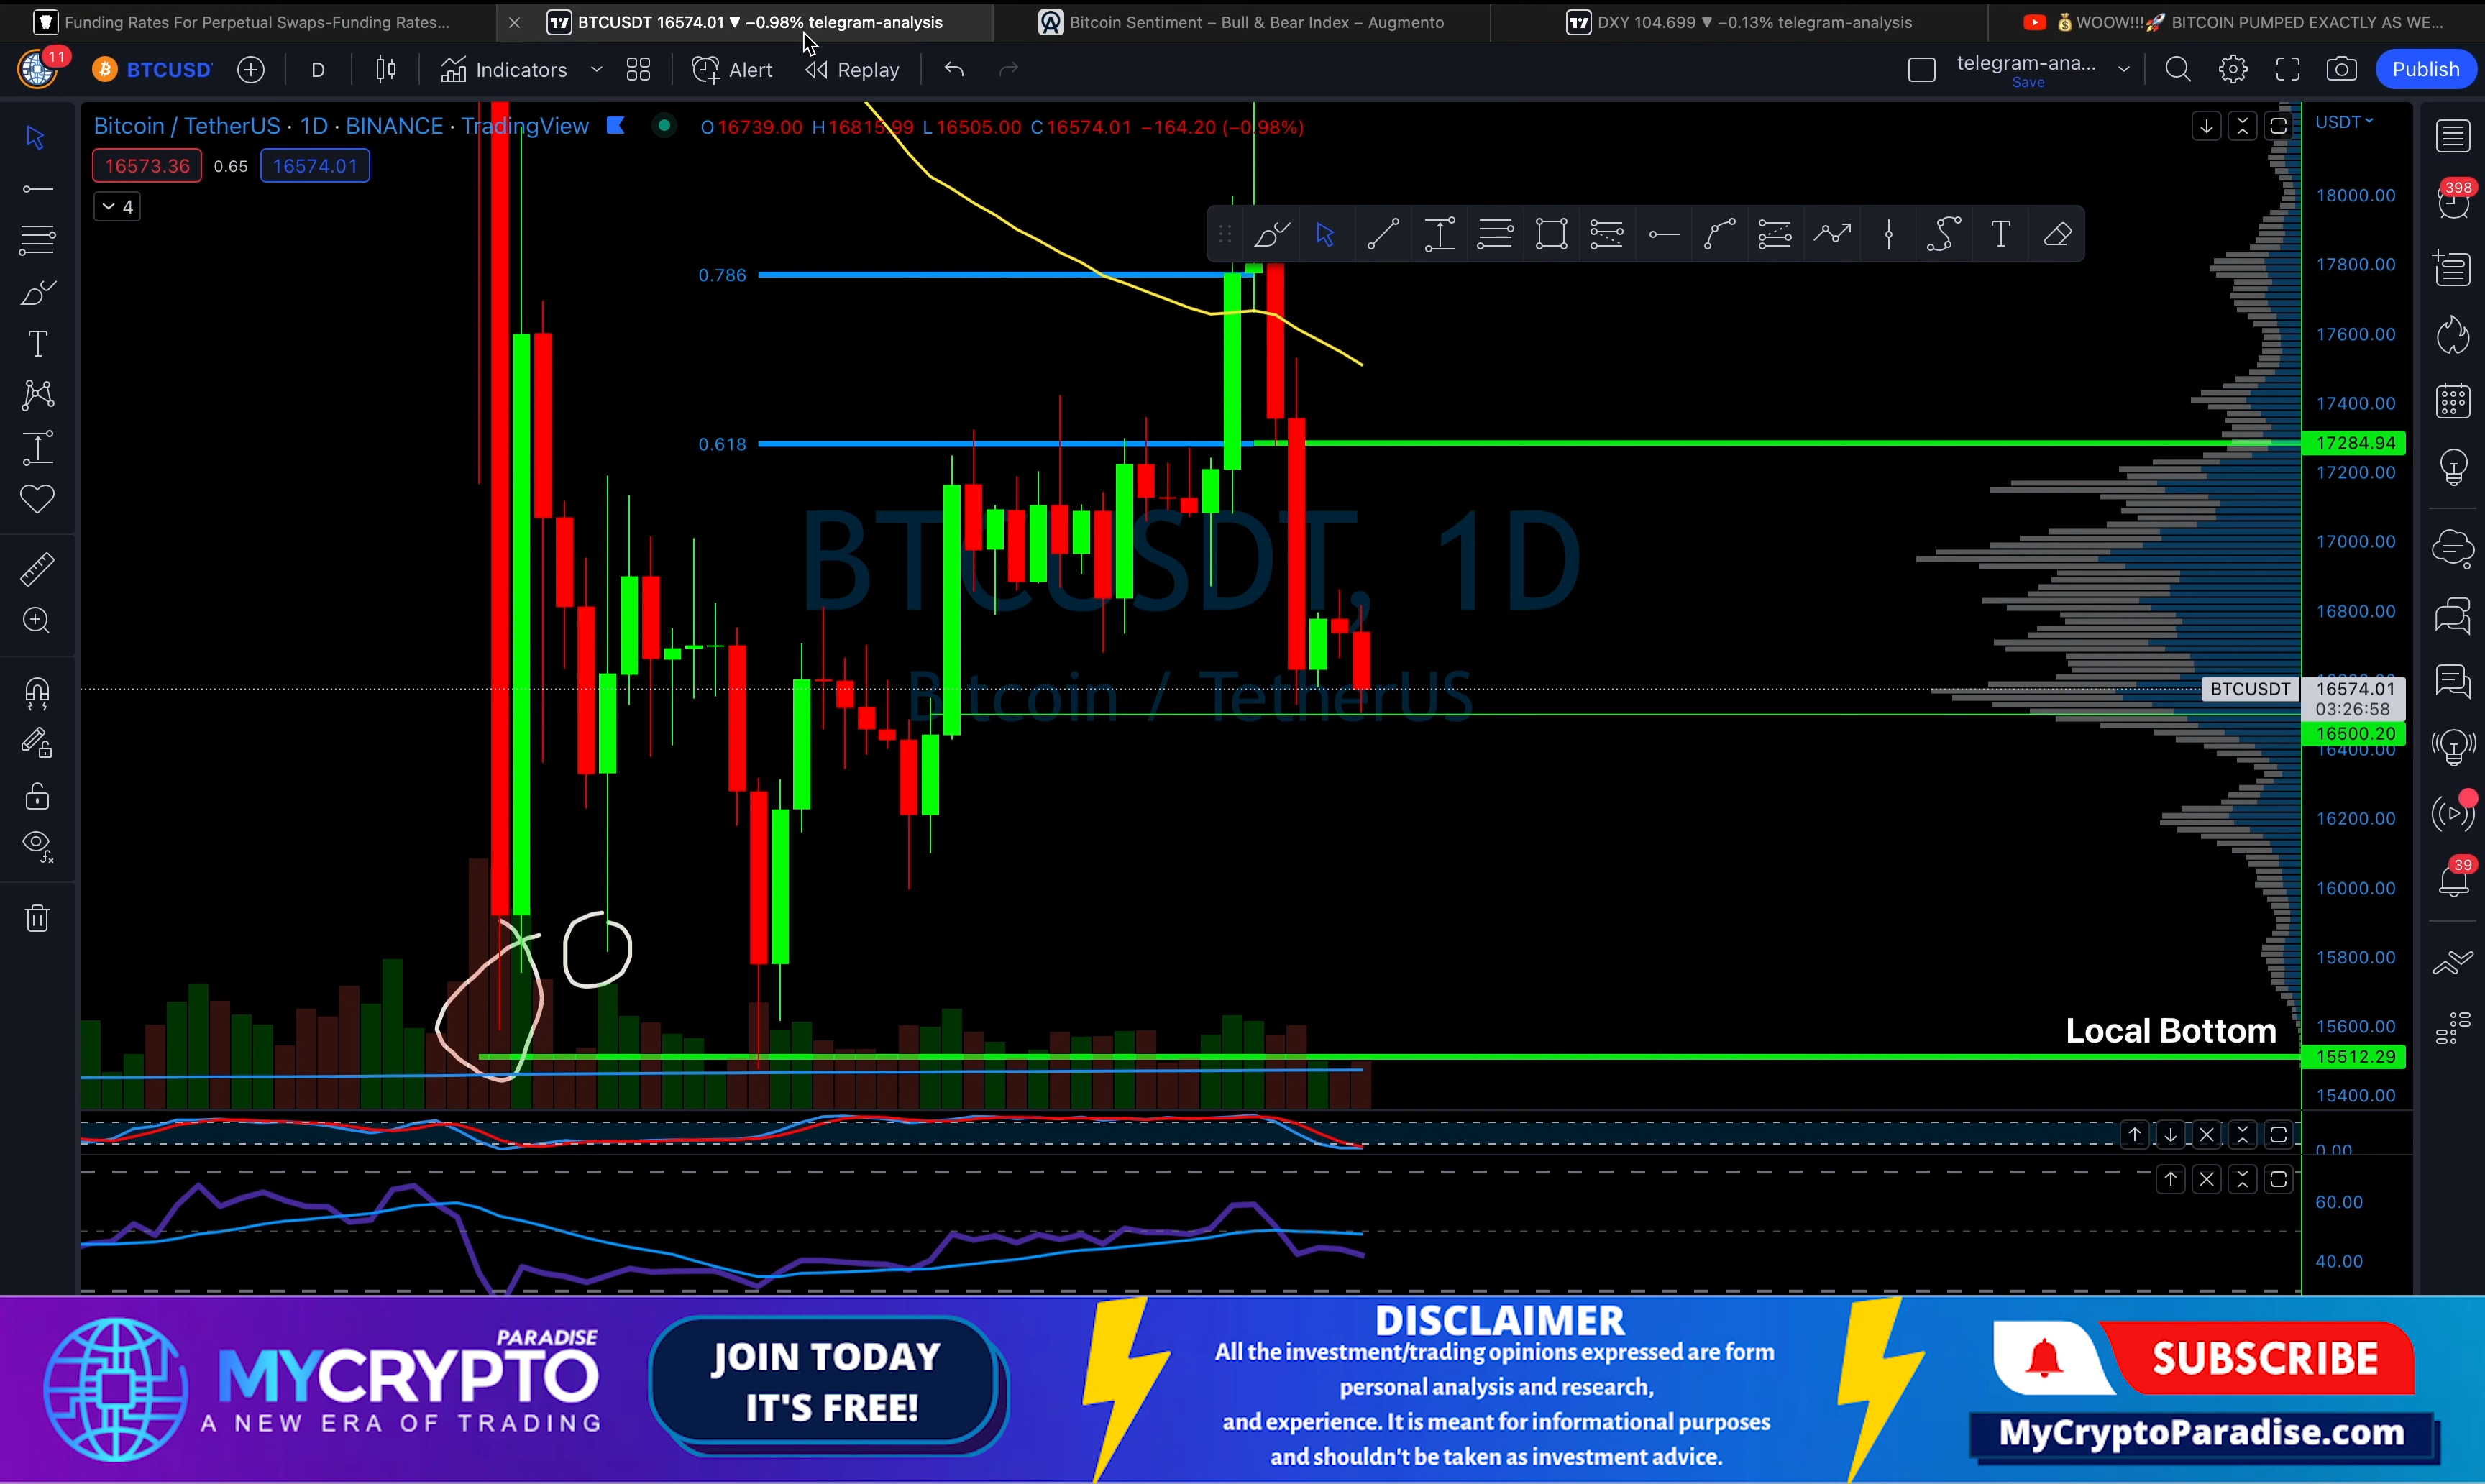 Funding Rates For Perpetual Swaps-Funding Rates...
BTCUSDT 16574.01 ▼ −0.98% telegram-analysis
Bitcoin Sentiment – Bull & Bear Index – Augmento
DXY 104.699 ▼ −0.13% telegram-analysis
💰WOOW!!!🚀 BITCOIN PUMPED EXACTLY AS WE...
11
BTCUSD
D
Indicators
Alert
Replay
telegram-ana...
Save
Publish
Bitcoin / TetherUS · 1D · BINANCE · TradingView
O16739.00 H16815.99 L16505.00 C16574.01 −164.20 (−0.98%)
USDT
16573.36
0.65
16574.01
4
18000.00
398
17800.00
0.786
17600.00
17400.00
0.618
17284.94
17200.00
BTCUSDT, 1D
Bitcoin / TetherUS
17000.00
16800.00
BTCUSDT
16574.01
03:26:58
16500.20
16400.00
16200.00
39
16000.00
15800.00
15600.00
Local Bottom
15512.29
15400.00
0.00
60.00
40.00
PARADISE
MYCRYPTO
A NEW ERA OF TRADING
JOIN TODAY
IT'S FREE!
DISCLAIMER
All the investment/trading opinions expressed are form
personal analysis and research,
and experience. It is meant for informational purposes
and shouldn't be taken as investment advice.
SUBSCRIBE
MyCryptoParadise.com